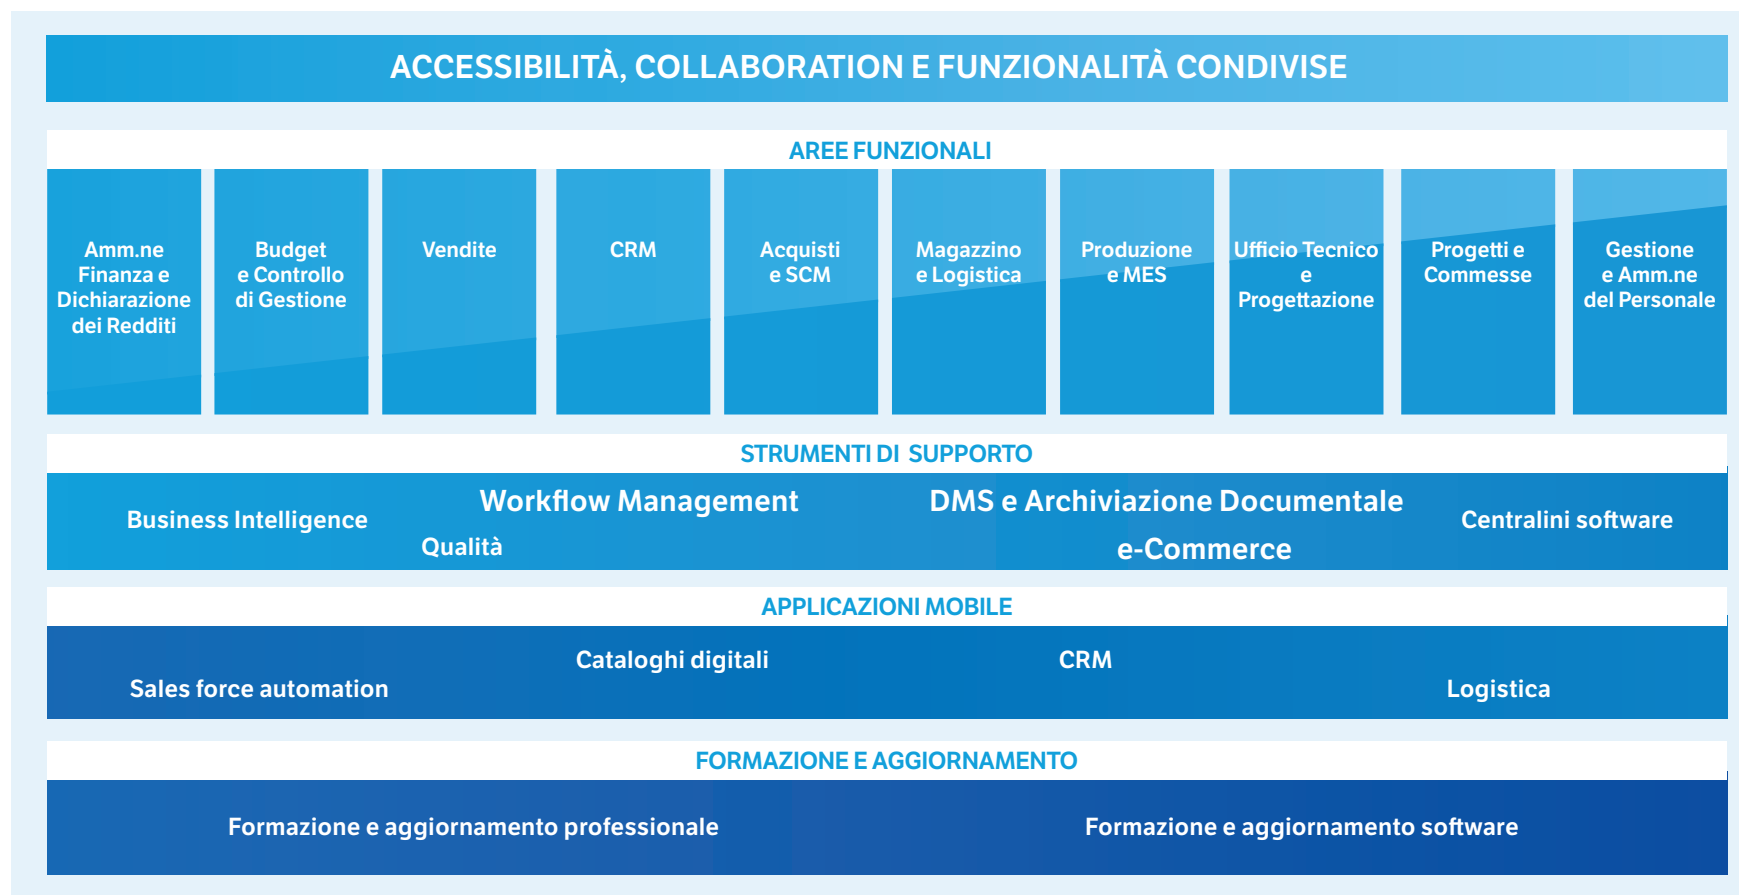 ACCESSIBILITÀ, COLLABORATION E FUNZIONALITÀ CONDIVISE
AREE FUNZIONALI
Amm.ne
Finanza e
Dichiarazione
dei Redditi
Budget
e Controllo
di Gestione
Vendite
CRM
Acquisti
e SCM
Magazzino
e Logistica
Produzione
e MES
Ufficio Tecnico
e
Progettazione
Progetti e
Commesse
Gestione
e Amm.ne
del Personale
STRUMENTI DI SUPPORTO
Business Intelligence
Workflow Management
Qualità
DMS e Archiviazione Documentale
e-Commerce
Centralini software
APPLICAZIONI MOBILE
Sales force automation
Cataloghi digitali
CRM
Logistica
FORMAZIONE E AGGIORNAMENTO
Formazione e aggiornamento professionale
Formazione e aggiornamento software